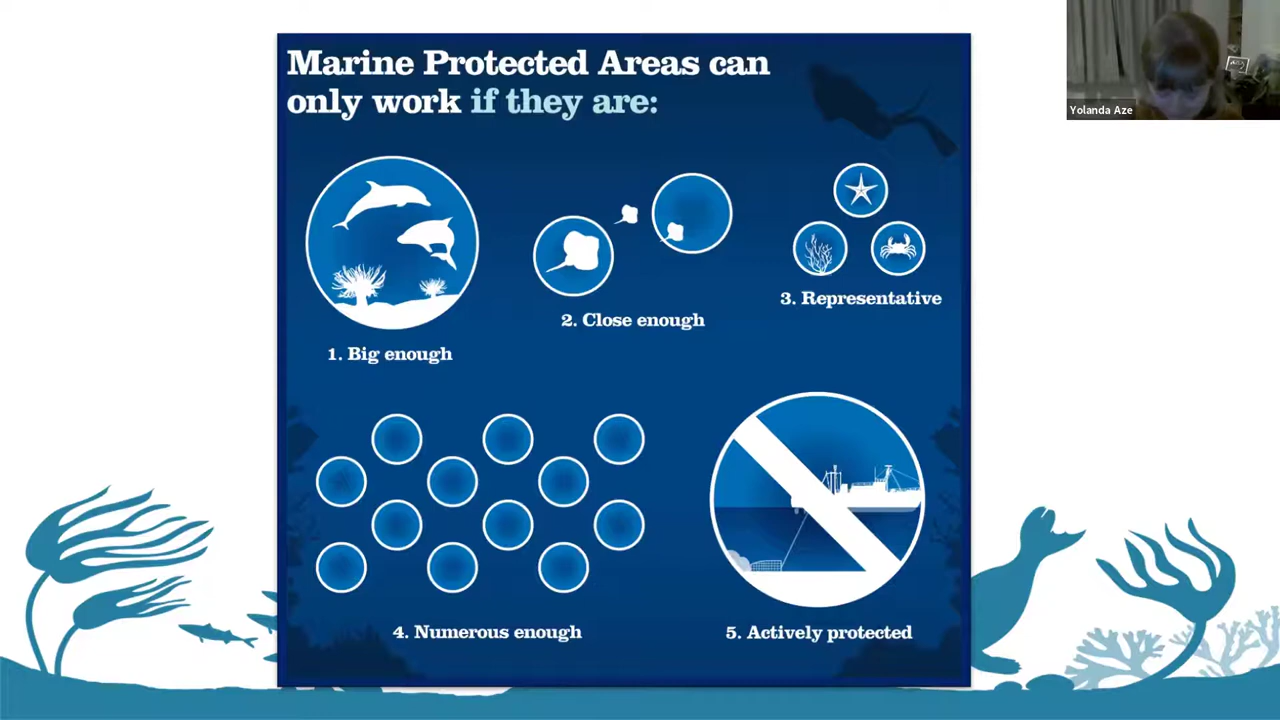 Marine Protected Areas can
only work if they are:
Yolanda Aze
1. Big enough
2. Close enough
3. Representative
4. Numerous enough
5. Actively protected